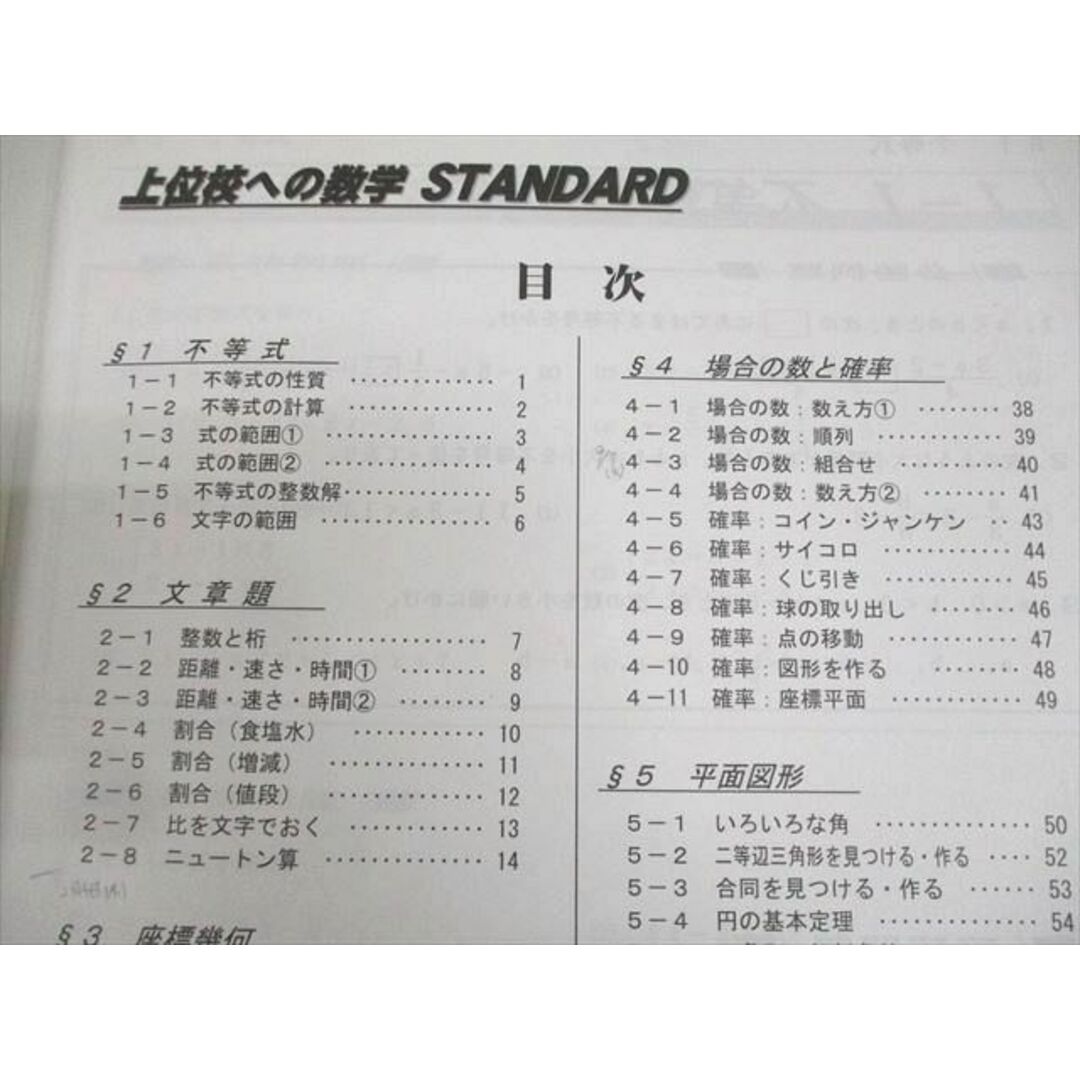 上位校への数学 STANDARD
目 次
§1 不等式
1-1 不等式の性質 ・・・・・・・・・・・・・ 1
1-2 不等式の計算 ・・・・・・・・・・・・・ 2
1-3 式の範囲① ・・・・・・・・・・・・・・ 3
1-4 式の範囲② ・・・・・・・・・・・・・・ 4
1-5 不等式の整数解・・・・・・・・・・・・・ 5
1-6 文字の範囲 ・・・・・・・・・・・・・・ 6
§2 文章題
2-1 整数と桁 ・・・・・・・・・・・・・・・・ 7
2-2 距離・速さ・時間① ・・・・・・・・ 8
2-3 距離・速さ・時間② ・・・・・・・・ 9
2-4 割合(食塩水) ・・・・・・・・・・・・ 10
2-5 割合(増減) ・・・・・・・・・・・・・・ 11
2-6 割合(値段) ・・・・・・・・・・・・・・ 12
2-7 比を文字でおく ・・・・・・・・・・・・ 13
2-8 ニュートン算 ・・・・・・・・・・・・・・ 14
§3 座標幾何
§4 場合の数と確率
4-1 場合の数:数え方① ・・・・・・・・ 38
4-2 場合の数:順列 ・・・・・・・・・・・・ 39
4-3 場合の数:組合せ ・・・・・・・・・・・ 40
4-4 場合の数:数え方② ・・・・・・・・ 41
4-5 確率:コイン・ジャンケン ・・ 43
4-6 確率:サイコロ ・・・・・・・・・・・・ 44
4-7 確率:くじ引き ・・・・・・・・・・・・ 45
4-8 確率:球の取り出し ・・・・・・・・・ 46
4-9 確率:点の移動 ・・・・・・・・・・・・ 47
4-10 確率:図形を作る ・・・・・・・・・ 48
4-11 確率:座標平面 ・・・・・・・・・・・・ 49
§5 平面図形
5-1 いろいろな角 ・・・・・・・・・・・・・・ 50
5-2 二等辺三角形を見つける・作る ・・・・ 52
5-3 合同を見つける・作る ・・・・・・ 53
5-4 円の基本定理 ・・・・・・・・・・・・・・ 54